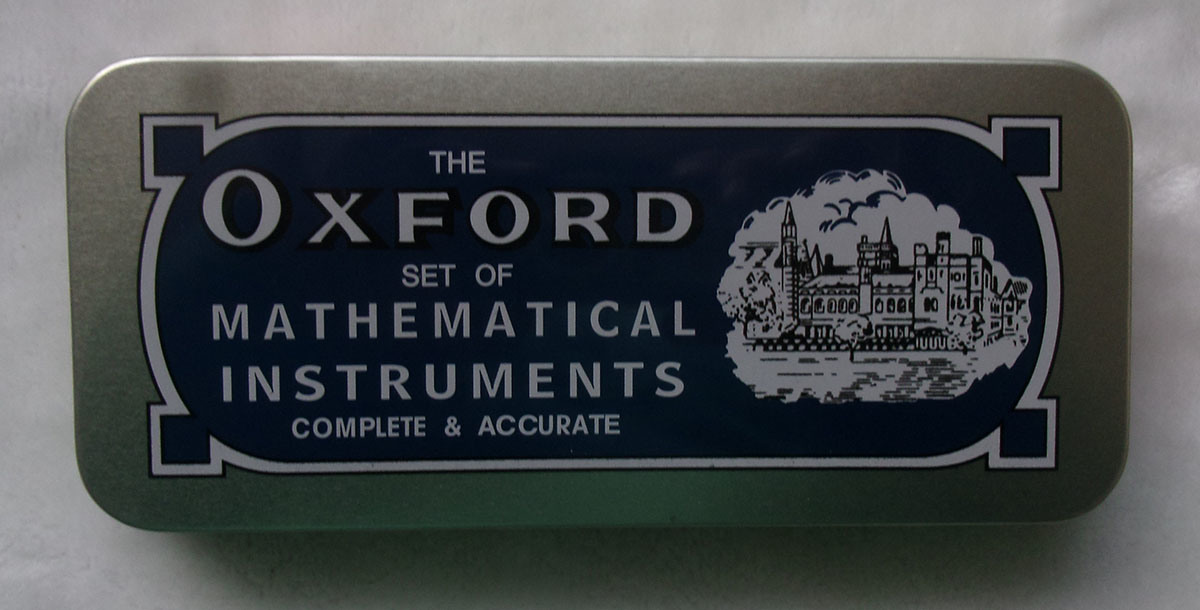 THE
OXFORD
SET OF
MATHEMATICAL
INSTRUMENTS
COMPLETE & ACCURATE